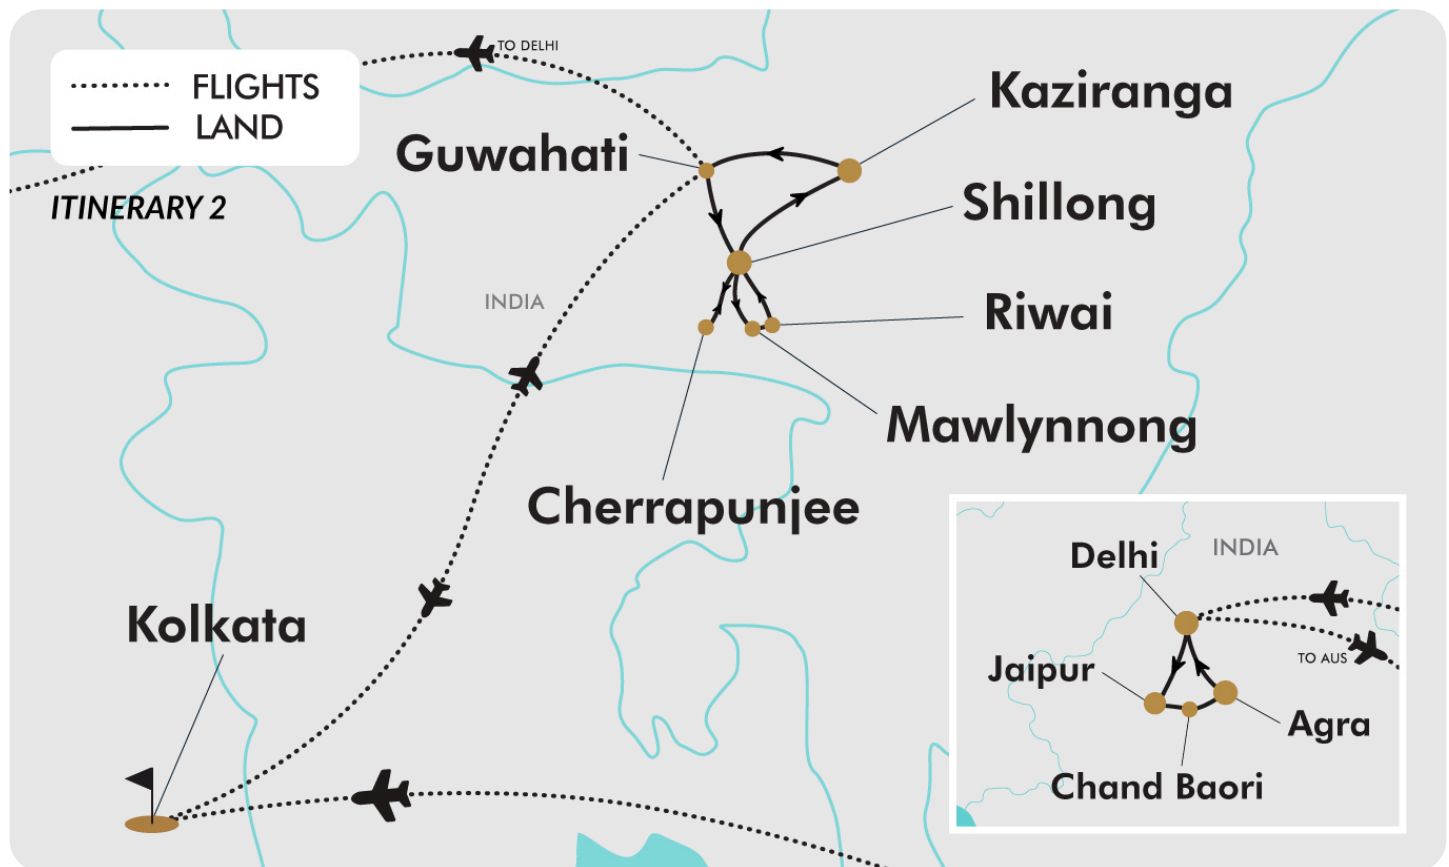 TO DELHI
FLIGHTS
LAND
ITINERARY 2
Kaziranga
Guwahati
Shillong
INDIA
Riwai
Mawlynnong
Cherrapunjee
Kolkata
Delhi
INDIA
TO AUS
Jaipur
Agra
Chand Baori